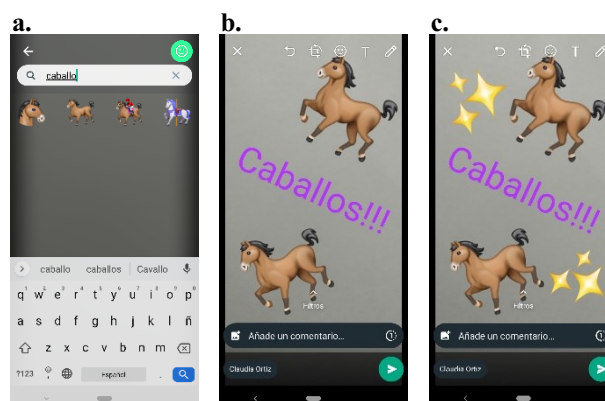 a.
b.
c.
caballo
caballo caballos Cavallo
q w e r t y u i o p
a s d f g h j k l ñ
z x c v b n m
?123 Español .
T
Caballos!!!
Filtros
Añade un comentario...
Claudia Ortiz
T
Caballos!!!
Filtros
Añade un comentario...
Claudia Ortiz